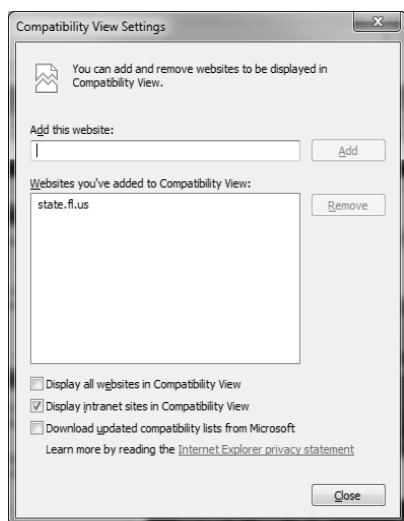 Compatibility View Settings
x
You can add and remove websites to be displayed in
Compatibility View.
Add this website:
Add
Websites you've added to Compatibility View:
state.fl.us
Remove
Display all websites in Compatibility View
Display intranet sites in Compatibility View
Download updated compatibility lists from Microsoft
Learn more by reading the Internet Explorer privacy statement
Close